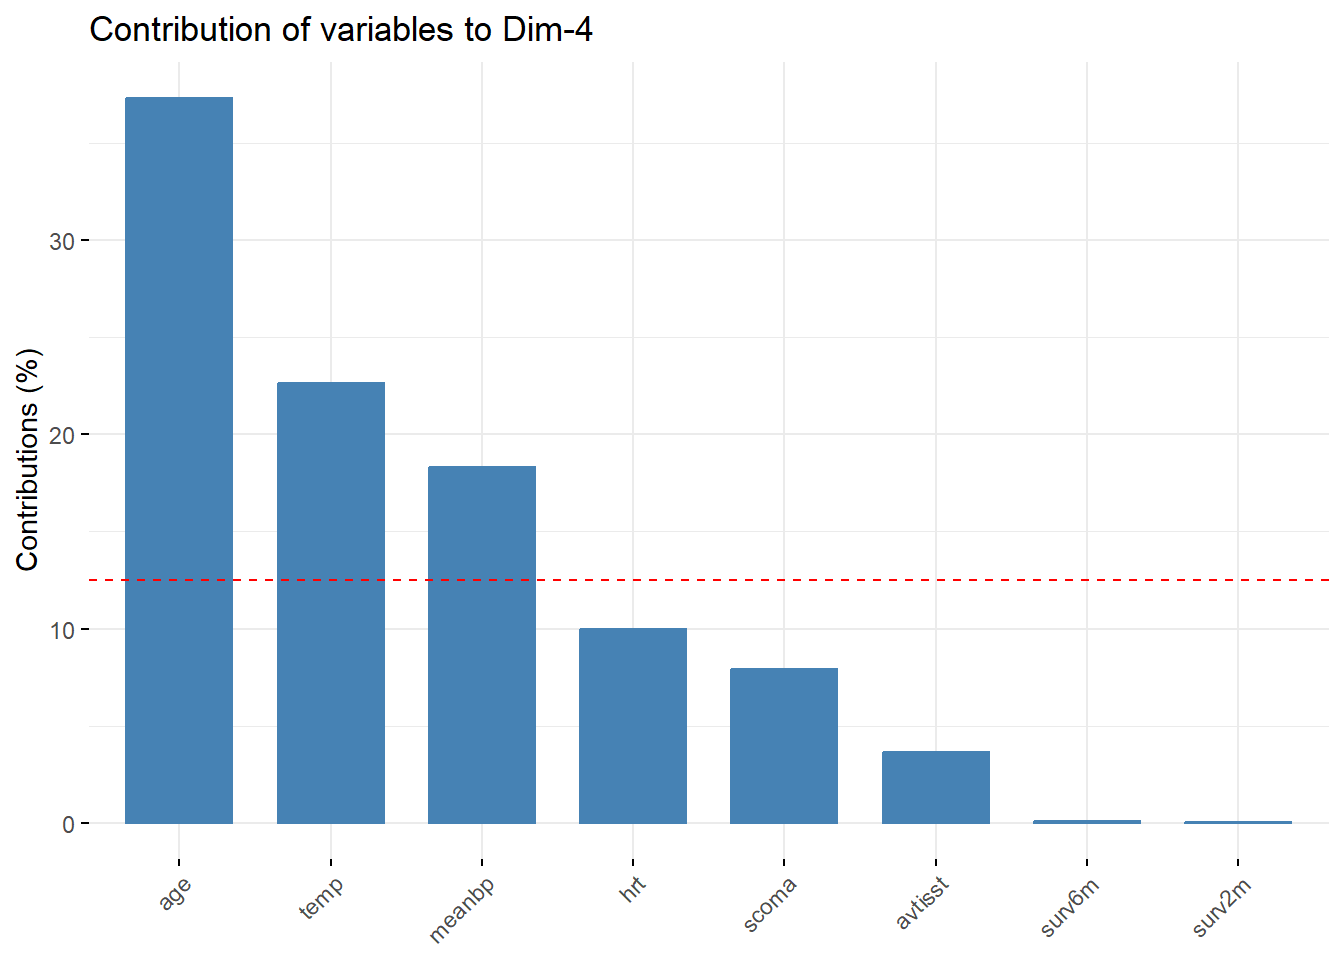 Contribution of variables to Dim-4
Contributions (%)
30
20
10
0
age
temp
meanbp
hrt
scoma
avtisst
surv6m
surv2m